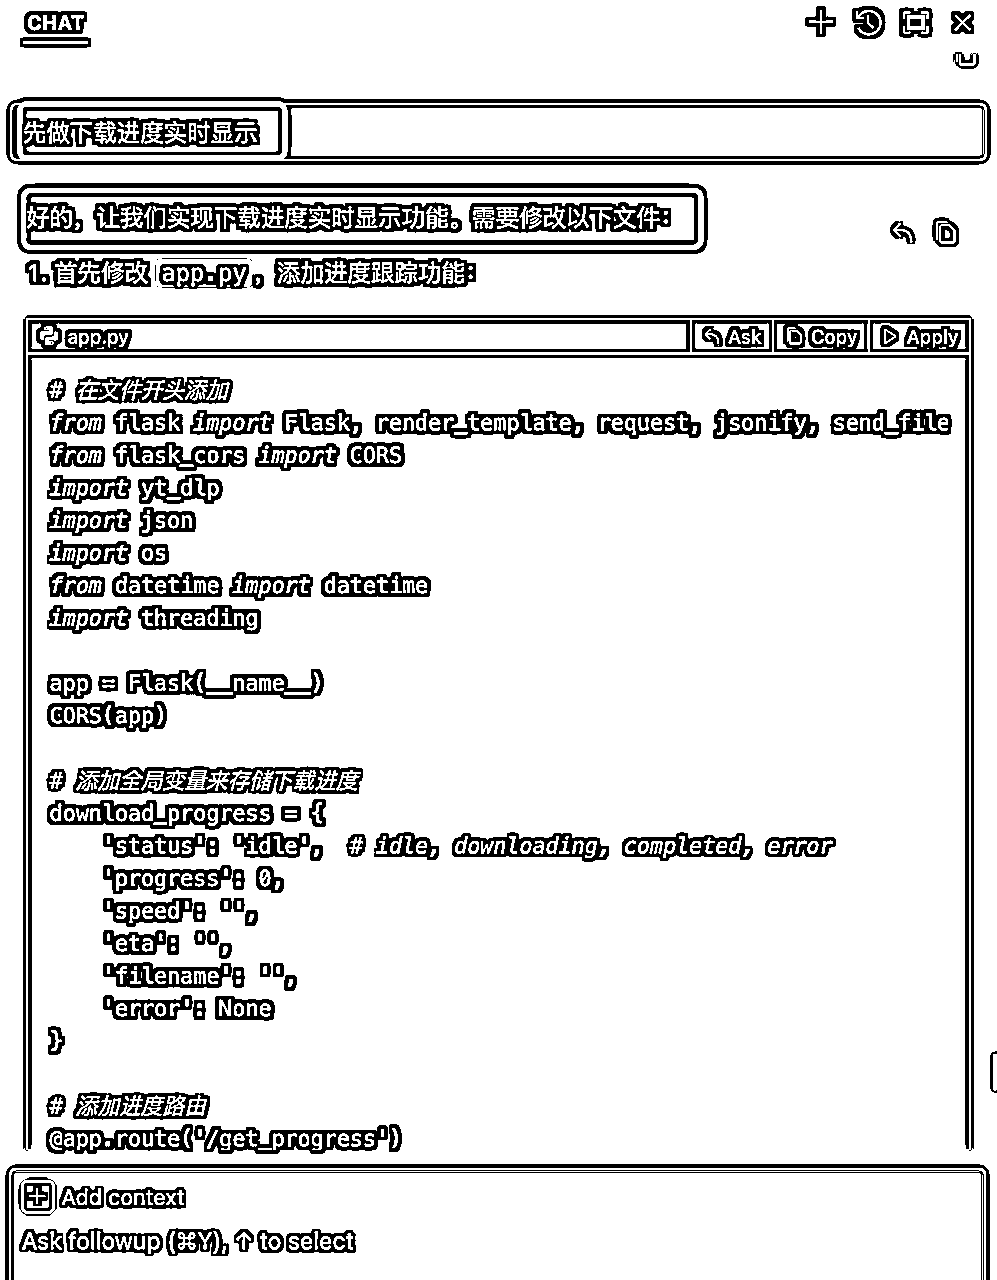 CHAT
先做下载进度实时显示
好的，让我们实现下载进度实时显示功能。需要修改以下文件：
1. 首先修改 app.py，添加进度跟踪功能：
app.py Ask Copy Apply
# 在文件开头添加
from flask import Flask, render_template, request, jsonify, send_file
from flask_cors import CORS
import yt_dlp
import json
import os
from datetime import datetime
import threading
app = Flask(__name__)
CORS(app)
# 添加全局变量来存储下载进度
download_progress = {
    'status': 'idle',  # idle, downloading, completed, error
    'progress': 0,
    'speed': '',
    'eta': '',
    'filename': '',
    'error': None
}
# 添加进度路由
@app.route('/get_progress')
Add context
Ask followup (⌘Y), ↑ to select